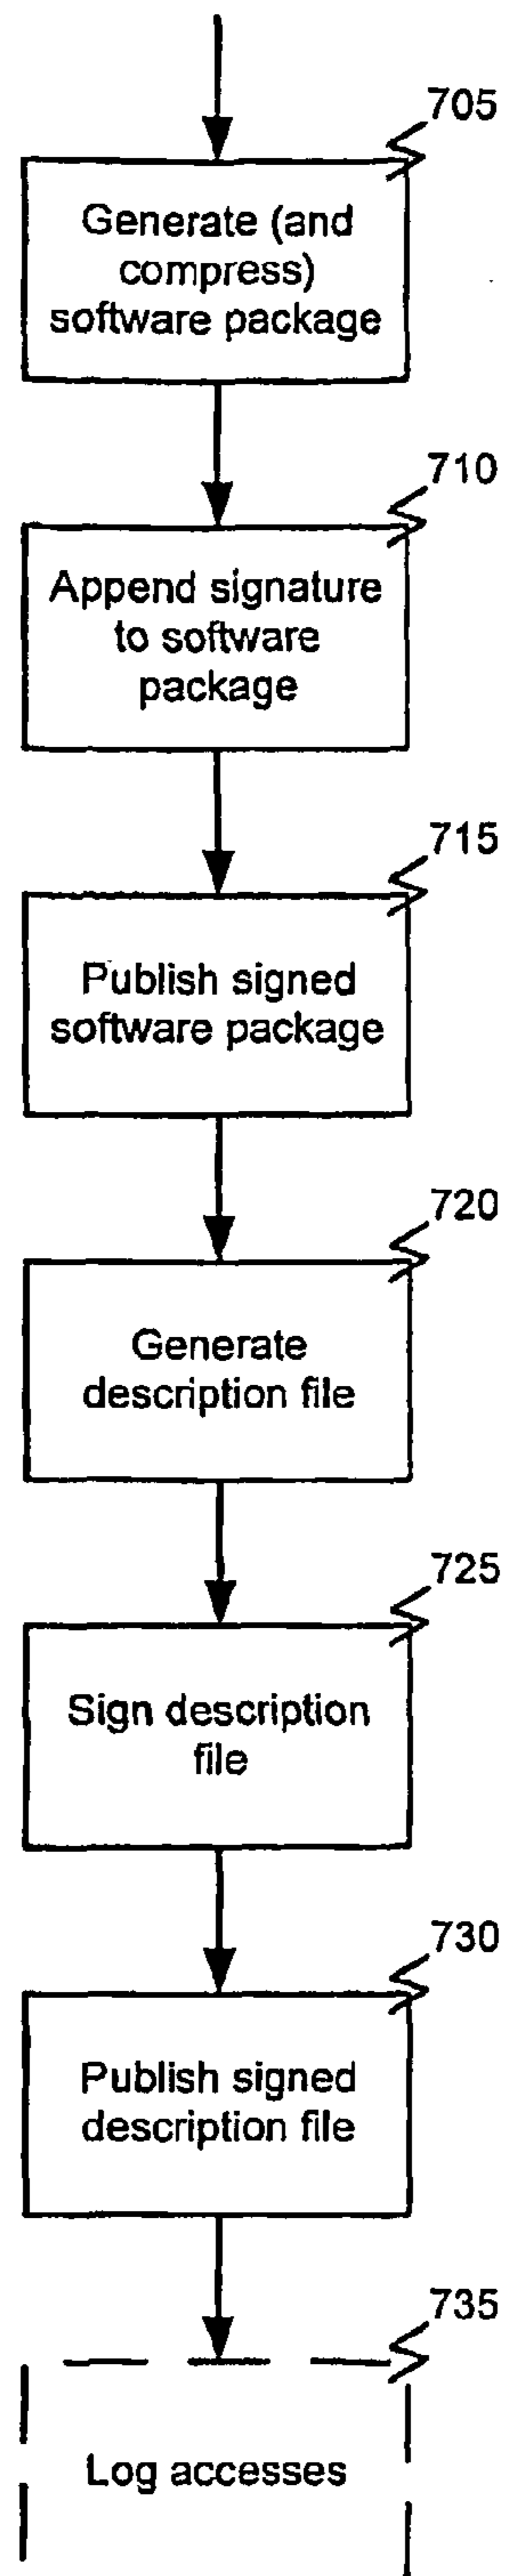 705
Generate (and
compress)
software package
710
Append signature
to software
package
715
Publish signed
software package
720
Generate
description file
725
Sign description
file
730
Publish signed
description file
735
Log accesses